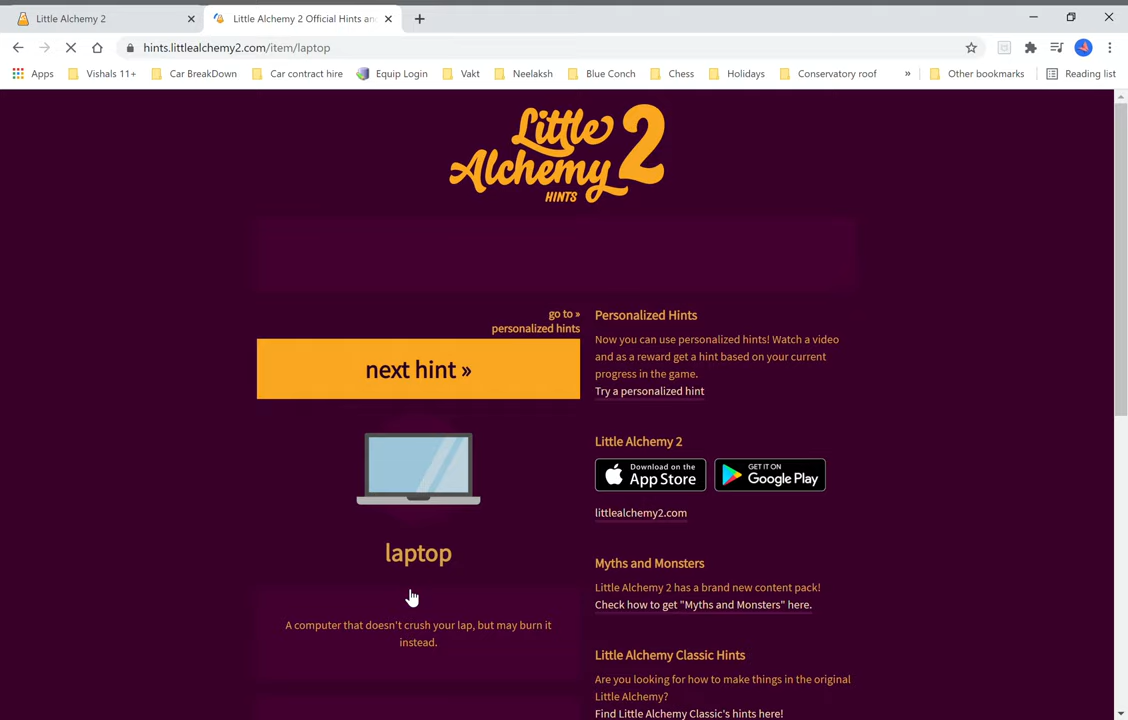 Little Alchemy 2
Little Alchemy 2 Official Hints an
hints.littlealchemy2.com/item/laptop
Apps
Vishals 11+
Car BreakDown
Car contract hire
Equip Login
Vakt
Neelaksh
Blue Conch
Chess
Holidays
Conservatory roof
»
Other bookmarks
Reading list
Little
Alchemy 2
HINTS
go to »
personalized hints
next hint »
laptop
A computer that doesn't crush your lap, but may burn it
instead.
Personalized Hints
Now you can use personalized hints! Watch a video
and as a reward get a hint based on your current
progress in the game.
Try a personalized hint
Little Alchemy 2
Download on the
App Store
GET IT ON
Google Play
littlealchemy2.com
Myths and Monsters
Little Alchemy 2 has a brand new content pack!
Check how to get "Myths and Monsters" here.
Little Alchemy Classic Hints
Are you looking for how to make things in the original
Little Alchemy?
Find Little Alchemy Classic's hints here!